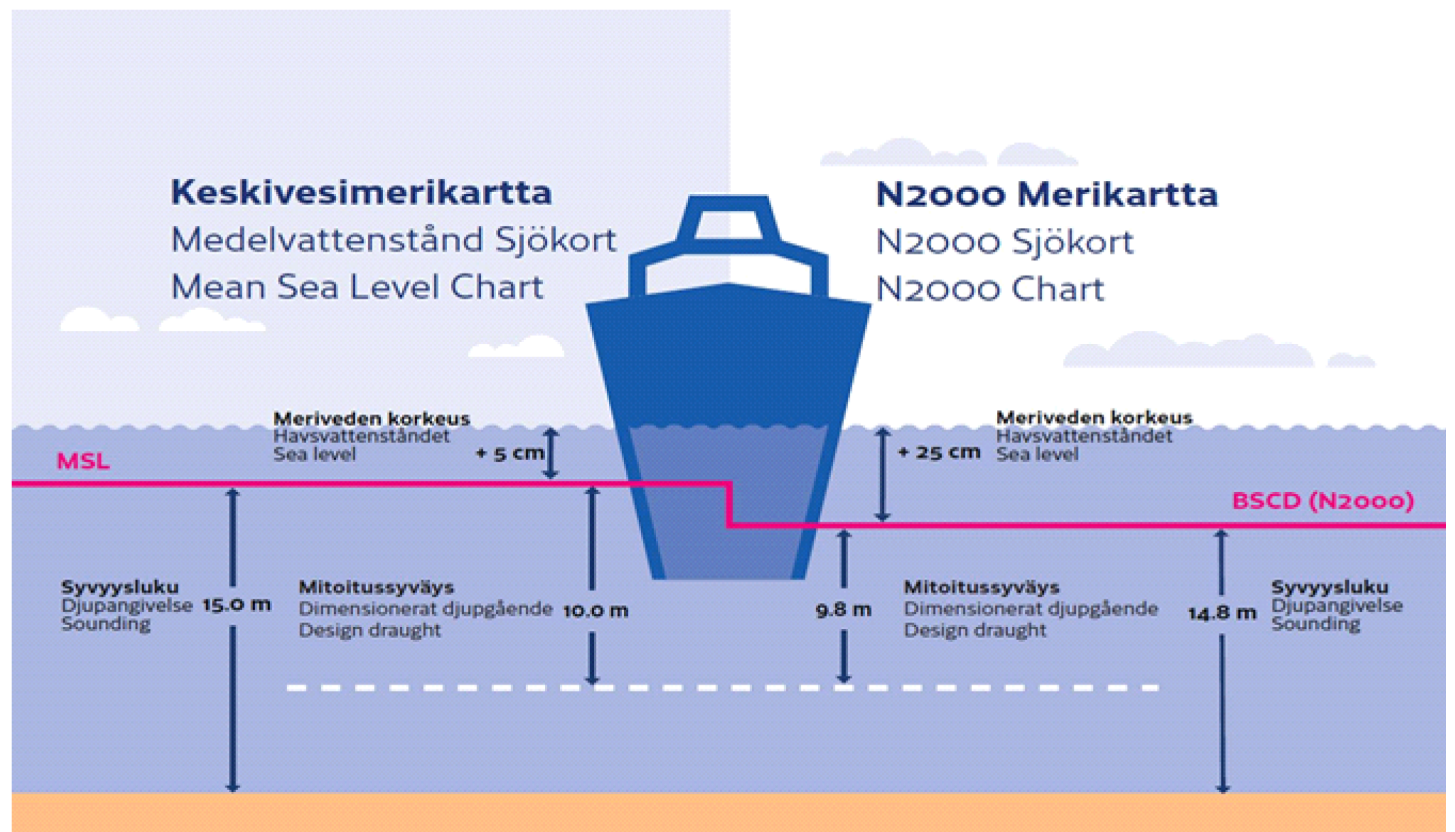 Keskivesimerikartta
Medelvattenstånd Sjökort
Mean Sea Level Chart
N2000 Merikartta
N2000 Sjökort
N2000 Chart
Meriveden korkeus
Havsvattenståndet
Sea level
+ 5 cm
+ 25 cm
Meriveden korkeus
Havsvattenståndet
Sea level
MSL
BSCD (N2000)
Syvyysluku
Djupangivelse
Sounding
15.0 m
Mitoitussyväys
Dimensionerat djupgående
Design draught
10.0 m
9.8 m
Mitoitussyväys
Dimensionerat djupgående
Design draught
14.8 m
Syvyysluku
Djupangivelse
Sounding